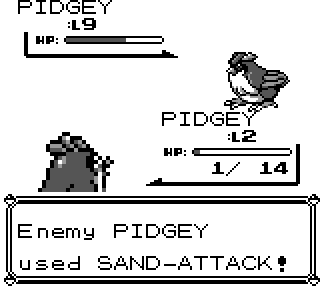 PIDGEY
:L9
HP:
PIDGEY
:L2
HP:
1/ 14
Enemy PIDGEY
used SAND-ATTACK!